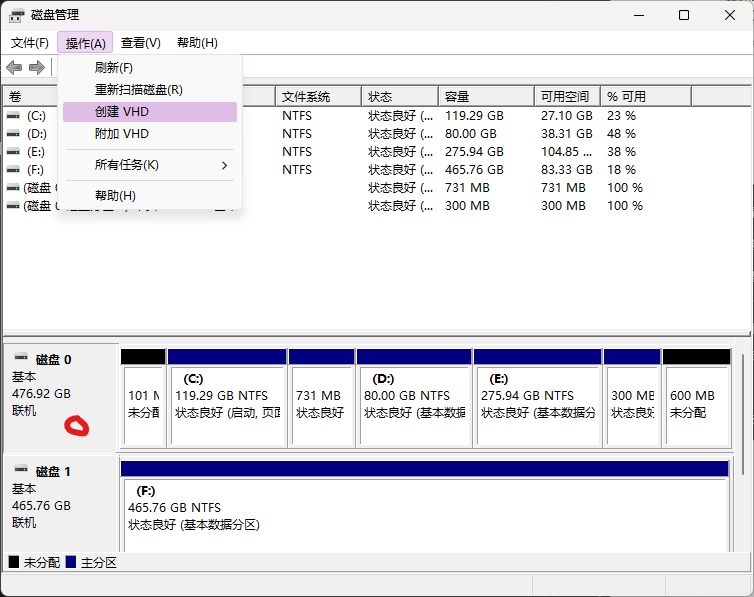 磁盘管理
文件(F) 操作(A) 查看(V) 帮助(H)
刷新(F)
重新扫描磁盘(R)
创建 VHD
附加 VHD
所有任务(K)
帮助(H)
卷 文件系统 状态 容量 可用空间 % 可用
(C:) NTFS 状态良好 (... 119.29 GB 27.10 GB 23 %
(D:) NTFS 状态良好 (... 80.00 GB 38.31 GB 48 %
(E:) NTFS 状态良好 (... 275.94 GB 104.85 ... 38 %
(F:) NTFS 状态良好 (... 465.76 GB 83.33 GB 18 %
(磁盘 状态良好 (... 731 MB 731 MB 100 %
(磁盘 状态良好 (... 300 MB 300 MB 100 %
磁盘 0
基本
476.92 GB
联机
101 M
未分配
(C:)
119.29 GB NTFS
状态良好 (启动, 页面
731 MB
状态良好
(D:)
80.00 GB NTFS
状态良好 (基本数据
(E:)
275.94 GB NTFS
状态良好 (基本数据分
300 MB
状态良好
600 MB
未分配
磁盘 1
基本
465.76 GB
联机
(F:)
465.76 GB NTFS
状态良好 (基本数据分区)
未分配 主分区